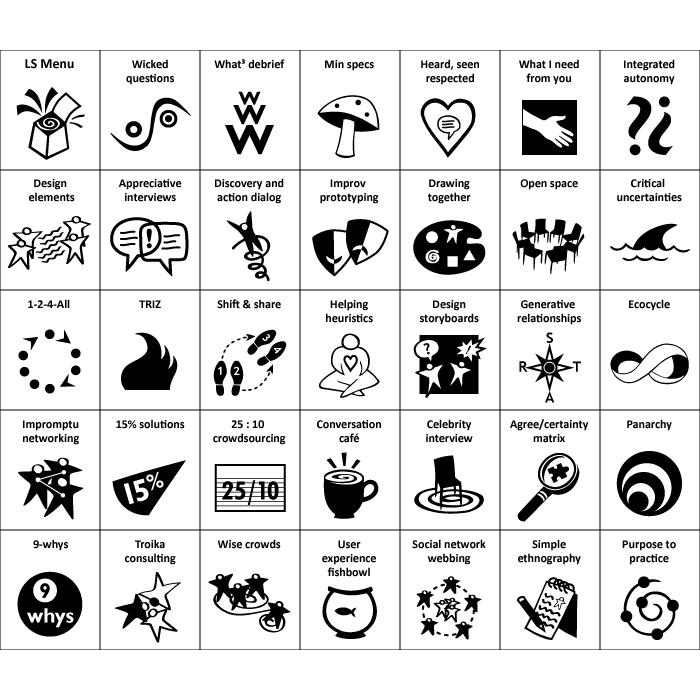 LS Menu
Wicked
questions
What³ debrief
W
W
W
Min specs
Heard, seen
respected
What I need
from you
Integrated
autonomy
?¿
Design
elements
Appreciative
interviews
!
Discovery and
action dialog
Improv
prototyping
Drawing
together
Open space
Critical
uncertainties
1-2-4-All
TRIZ
Shift & share
1 2 3 4
Helping
heuristics
Design
storyboards
? !
Generative
relationships
S
R T
A
Ecocycle
Impromptu
networking
15% solutions
15%
25 : 10
crowdsourcing
25/10
Conversation
café
Celebrity
interview
Agree/certainty
matrix
Panarchy
9-whys
9
whys
Troika
consulting
Wise crowds
User
experience
fishbowl
Social network
webbing
Simple
ethnography
Purpose to
practice